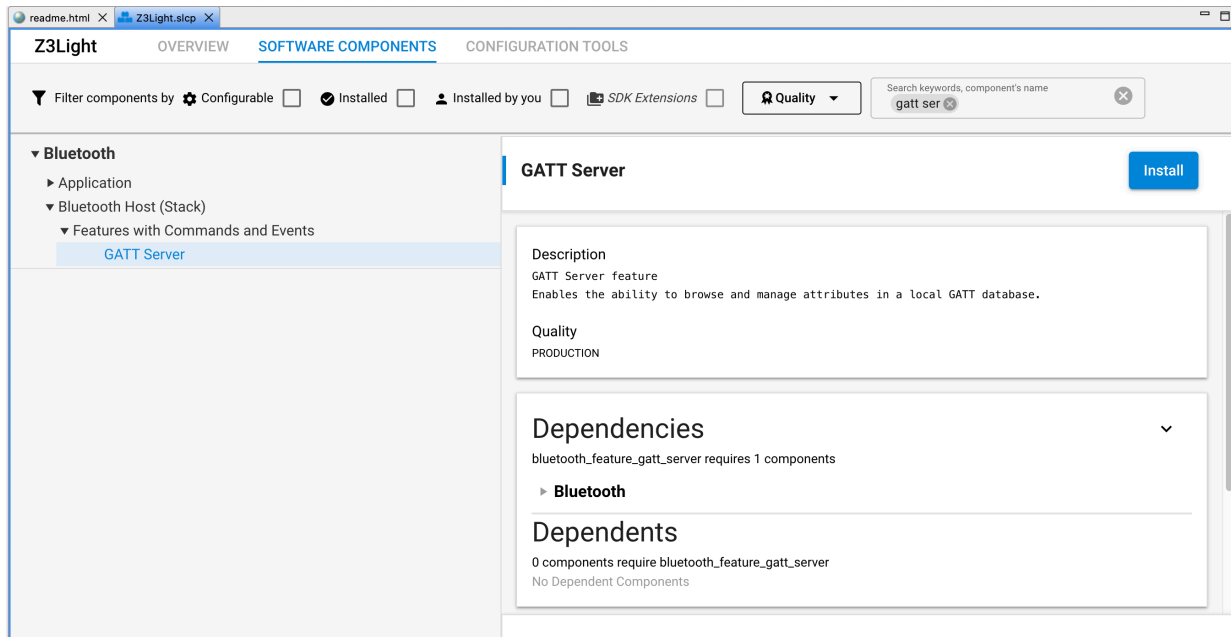 readme.html
Z3Light.slcp
Z3Light OVERVIEW SOFTWARE COMPONENTS CONFIGURATION TOOLS
Filter components by Configurable Installed Installed by you SDK Extensions Quality
Search keywords, component's name
gatt ser
Bluetooth
Application
Bluetooth Host (Stack)
Features with Commands and Events
GATT Server
GATT Server
Install
Description
GATT Server feature
Enables the ability to browse and manage attributes in a local GATT database.
Quality
PRODUCTION
Dependencies
bluetooth_feature_gatt_server requires 1 components
Bluetooth
Dependents
0 components require bluetooth_feature_gatt_server
No Dependent Components